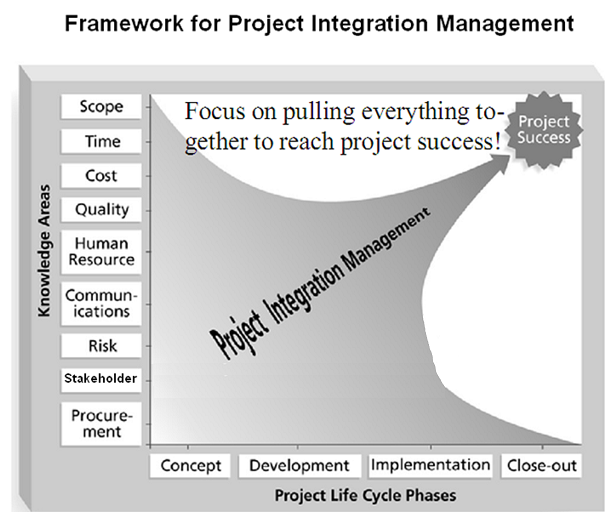 Framework for Project Integration Management
Focus on pulling everything to-
gether to reach project success!
Project
Success
Project Integration Management
Knowledge Areas
Scope
Time
Cost
Quality
Human
Resource
Commun-
ications
Risk
Stakeholder
Procure-
ment
Concept
Development
Implementation
Close-out
Project Life Cycle Phases